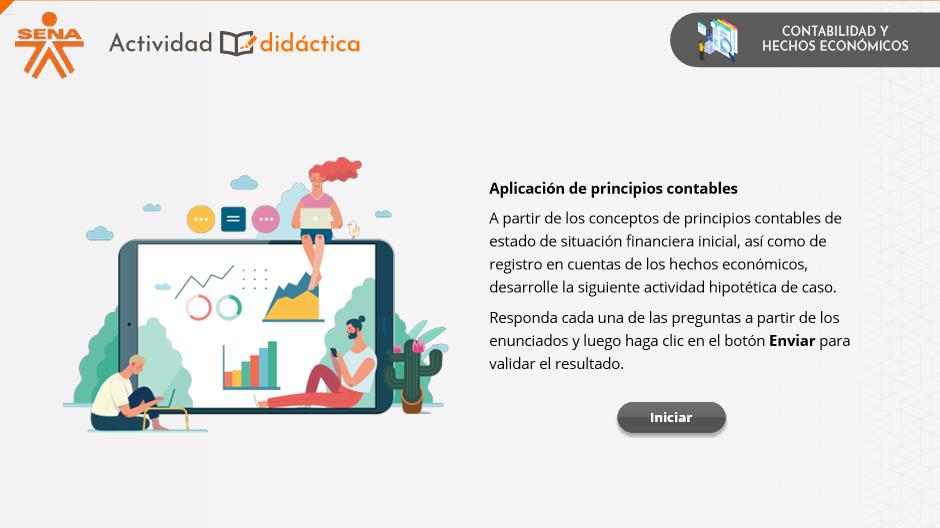 SENA
Actividad didáctica
CONTABILIDAD Y
HECHOS ECONÓMICOS
Aplicación de principios contables
A partir de los conceptos de principios contables de
estado de situación financiera inicial, así como de
registro en cuentas de los hechos económicos,
desarrolle la siguiente actividad hipotética de caso.
Responda cada una de las preguntas a partir de los
enunciados y luego haga clic en el botón Enviar para
validar el resultado.
Iniciar